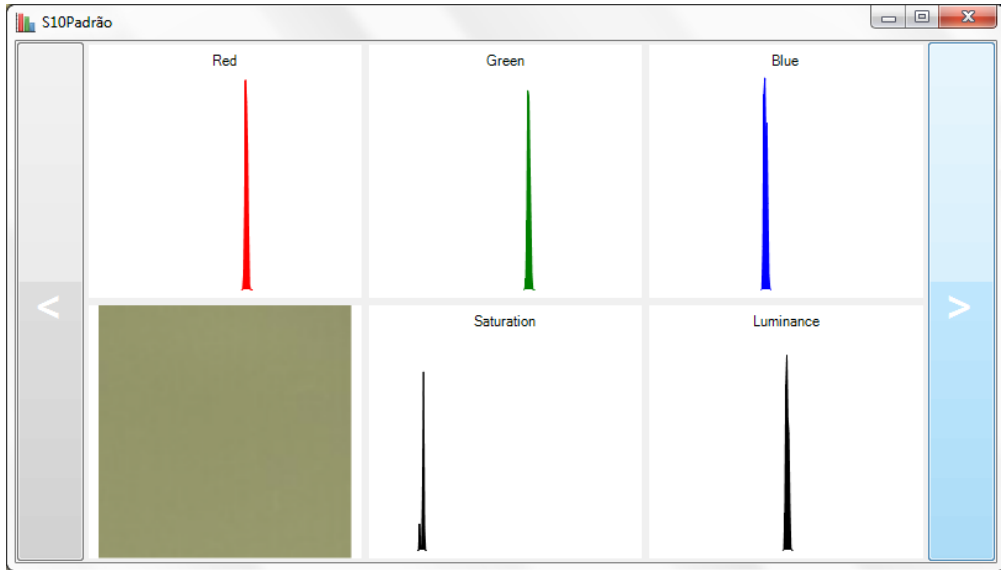 S10Padrão
Red
Green
Blue
<
>
Saturation
Luminance